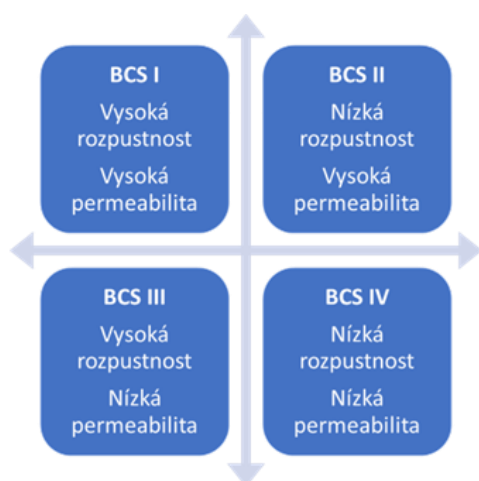 BCS I
Vysoká
rozpustnost
Vysoká
permeabilita
BCS II
Nízká
rozpustnost
Vysoká
permeabilita
BCS III
Vysoká
rozpustnost
Nízká
permeabilita
BCS IV
Nízká
rozpustnost
Nízká
permeabilita